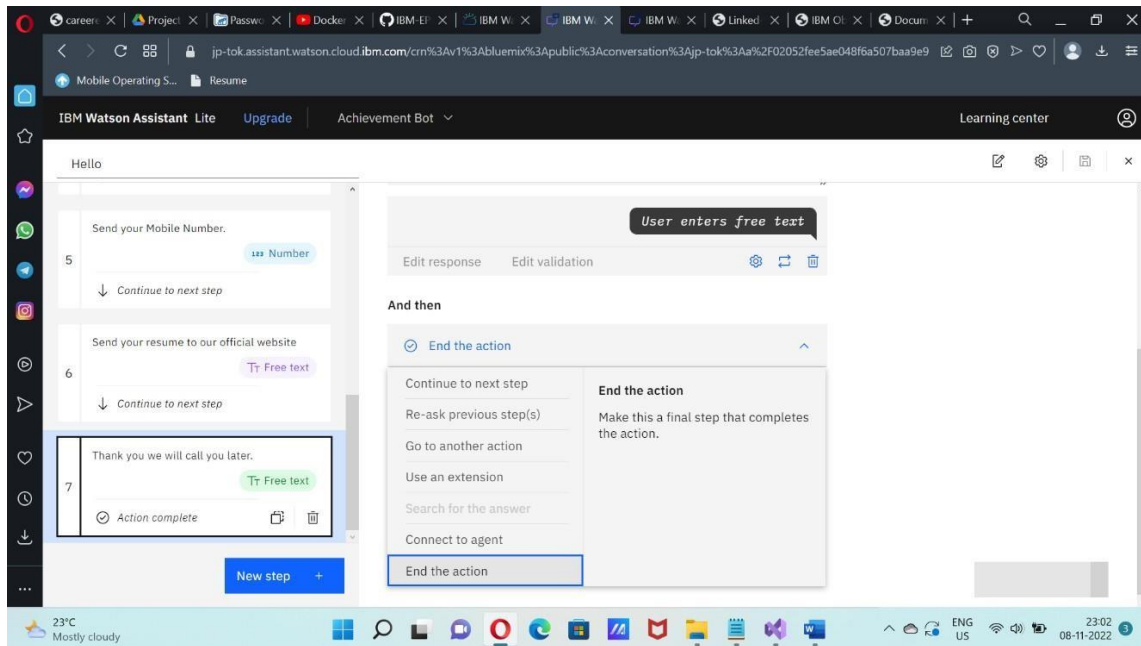 career
Project
Passwo
Docker
IBM-EP
IBM W
IBM W
IBM W
Linked
IBM Ob
Docum
jp-tok.assistant.watson.cloud.ibm.com/crn%3Av1%3Abluemix%3Apublic%3Aconversation%3Ajp-tok%3Aa%2F02052fee5ae048f6a507baa9e9
Mobile Operating S...
Resume
IBM Watson Assistant Lite
Upgrade
Achievement Bot
Learning center
Hello
5
Send your Mobile Number.
123 Number
Continue to next step
6
Send your resume to our official website
Free text
Continue to next step
7
Thank you we will call you later.
Free text
Action complete
New step +
User enters free text
Edit response
Edit validation
And then
End the action
Continue to next step
Re-ask previous step(s)
Go to another action
Use an extension
Search for the answer
Connect to agent
End the action
End the action
Make this a final step that completes
the action.
23°C
Mostly cloudy
ENG
US
23:02
08-11-2022
3